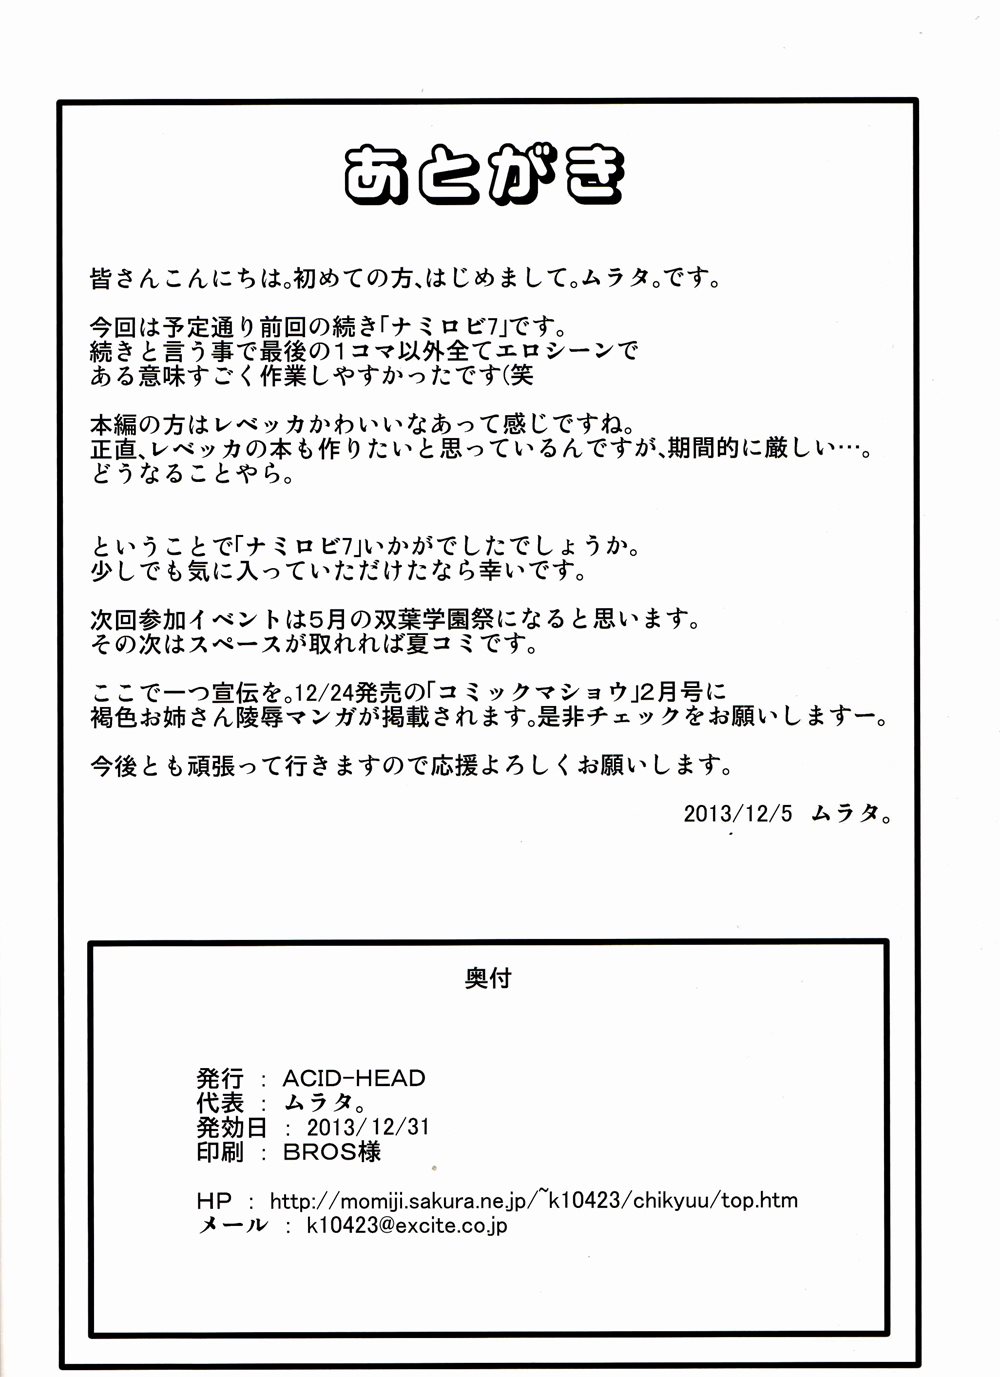 あとがき
皆さんこんにちは｡初めての方､はじめまして｡ムラタ｡です｡
今回は予定通り前回の続き｢ナミロビ7｣です｡
続きと言う事で最後の1コマ以外全てエロシーンで
ある意味すごく作業しやすかったです(笑
本編の方はレベッカかわいいなあって感じですね｡
正直､レベッカの本も作りたいと思っているんですが､期間的に厳しい…｡
どうなることやら｡
ということで｢ナミロビ7｣いかがでしたでしょうか｡
少しでも気に入っていただけたなら幸いです｡
次回参加イベントは5月の双葉学園祭になると思います｡
その次はスペースが取れれば夏コミです｡
ここで一つ宣伝を｡12/24発売の｢コミックマショウ｣2月号に
褐色お姉さん陵辱マンガが掲載されます｡是非チェックをお願いしますー｡
今後とも頑張って行きますので応援よろしくお願いします｡
2013/12/5 ムラタ｡
奥付
発行 : ACID-HEAD
代表 : ムラタ｡
発効日 : 2013/12/31
印刷 : BROS様
HP : http://momiji.sakura.ne.jp/~k10423/chikyuu/top.htm
メール : k10423@excite.co.jp